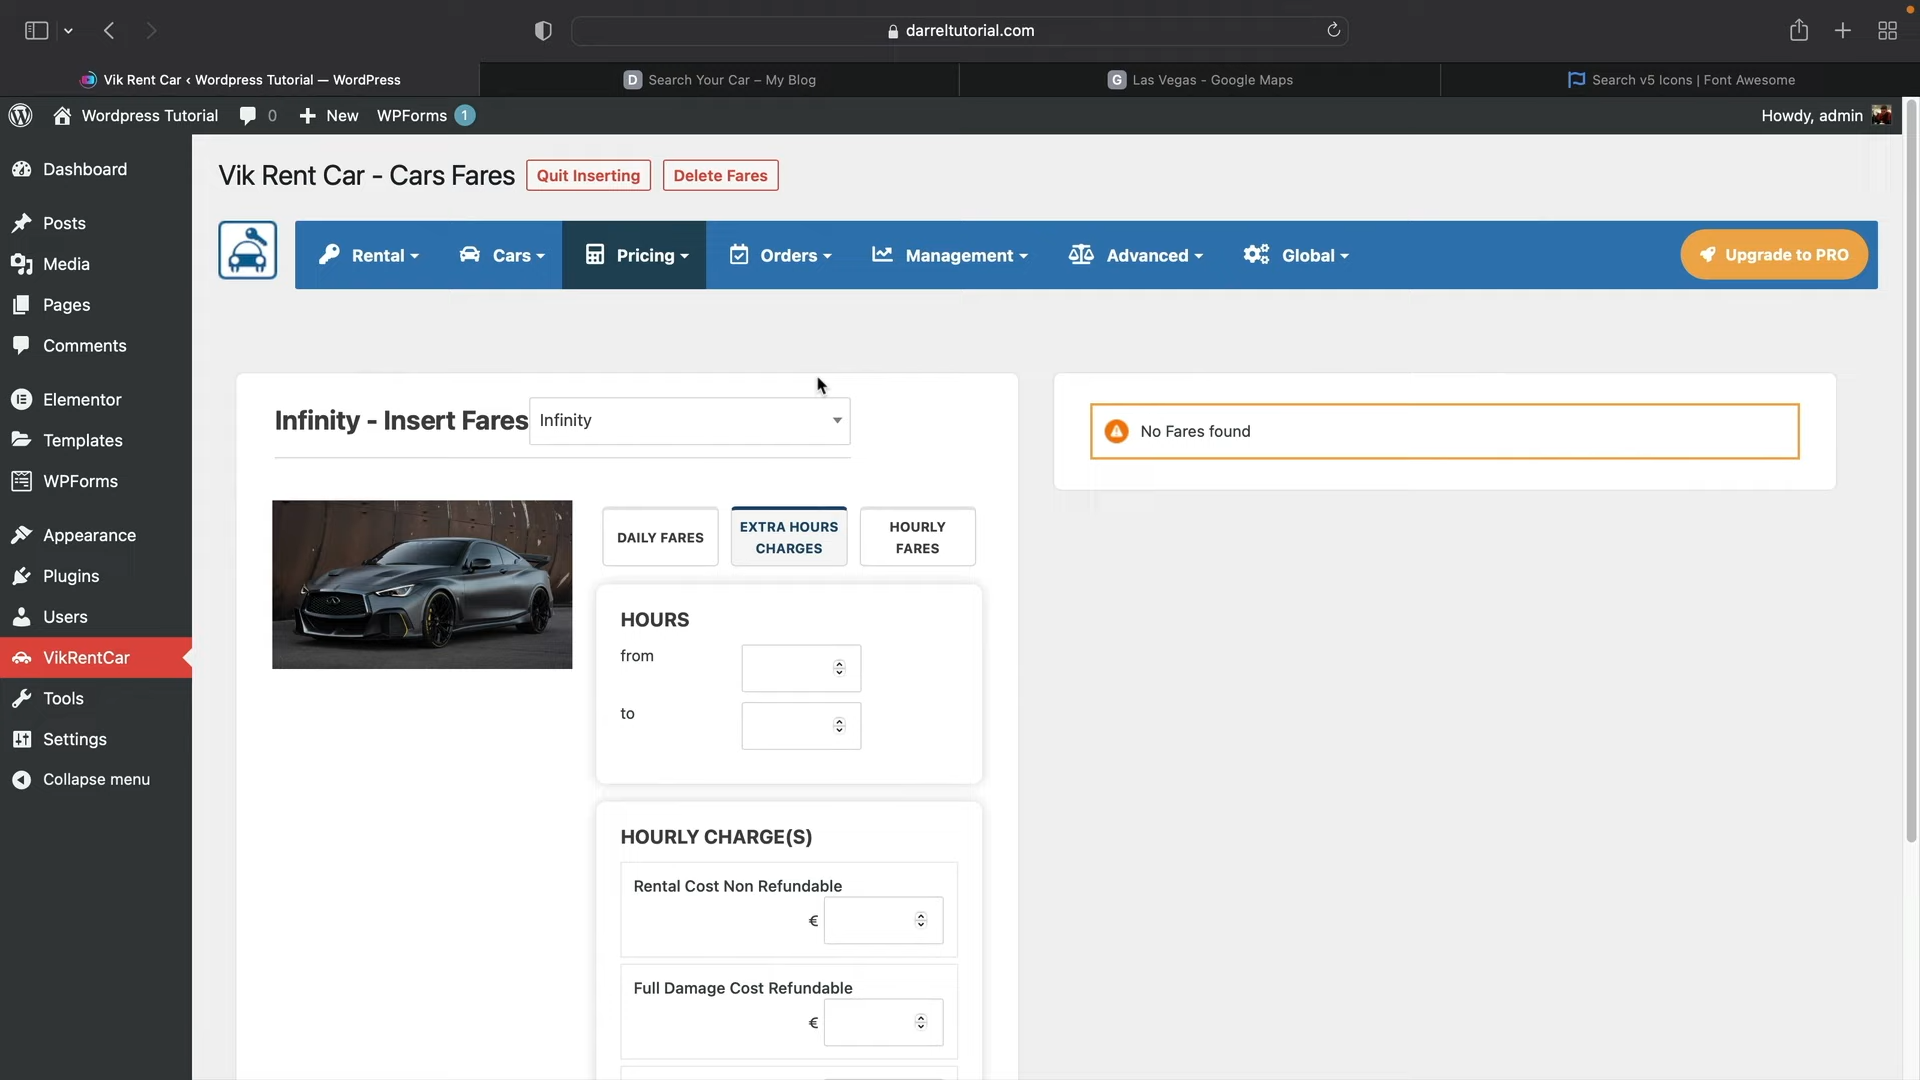 darreltutorial.com
Vik Rent Car ‹ Wordpress Tutorial — WordPress
D Search Your Car – My Blog
G Las Vegas - Google Maps
Search v5 Icons | Font Awesome
Wordpress Tutorial
0
New
WPForms 1
Howdy, admin
Dashboard
Posts
Media
Pages
Comments
Elementor
Templates
WPForms
Appearance
Plugins
Users
VikRentCar
Tools
Settings
Collapse menu
Vik Rent Car - Cars Fares
Quit Inserting
Delete Fares
Rental
Cars
Pricing
Orders
Management
Advanced
Global
Upgrade to PRO
Infinity - Insert Fares
Infinity
No Fares found
DAILY FARES
EXTRA HOURS
CHARGES
HOURLY
FARES
HOURS
from
to
HOURLY CHARGE(S)
Rental Cost Non Refundable
€
Full Damage Cost Refundable
€